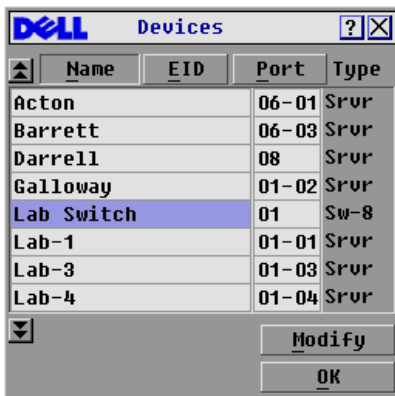 DELL Devices ? X
Name EID Port Type
Acton 06-01 Srvr
Barrett 06-03 Srvr
Darrell 08 Srvr
Galloway 01-02 Srvr
Lab Switch 01 Sw-8
Lab-1 01-01 Srvr
Lab-3 01-03 Srvr
Lab-4 01-04 Srvr
Modify
OK